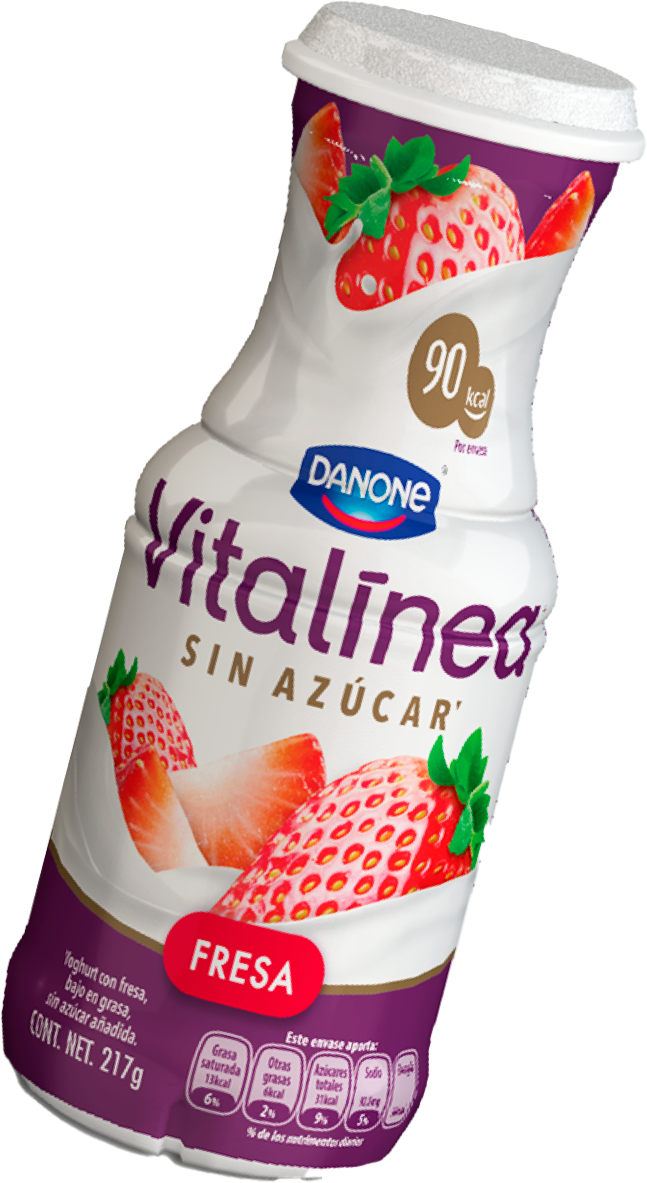 90
kcal
Por envase
DANONE
®
Vitalínea
SIN AZÚCAR
FRESA
Yoghurt con fresa,
bajo en grasa,
sin azúcar añadida.
CONT. NET. 217g
Este envase aporta:
Grasa
saturada
13kcal
6%
Otras
grasas
6kcal
2%
Azúcares
totales
31kcal
9%
Sodio
5%
% de los nutrimentos diarios